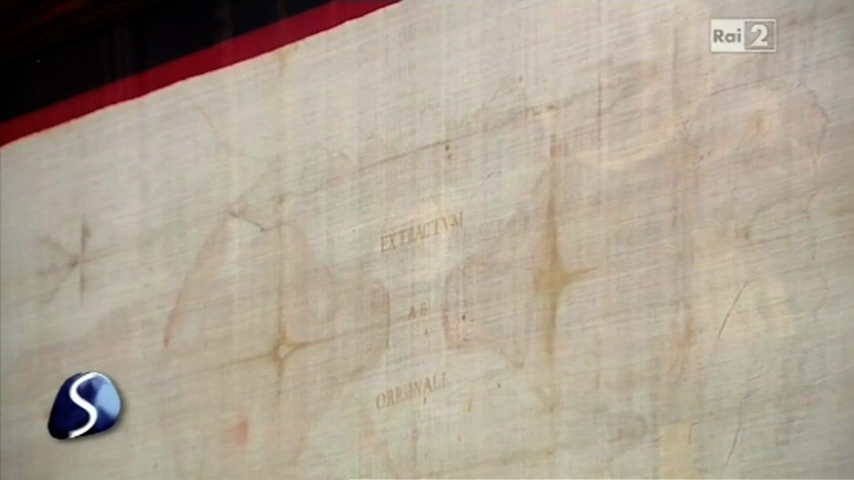 Rai 2
EXTRACTVM
AB
ORIGINALI
S